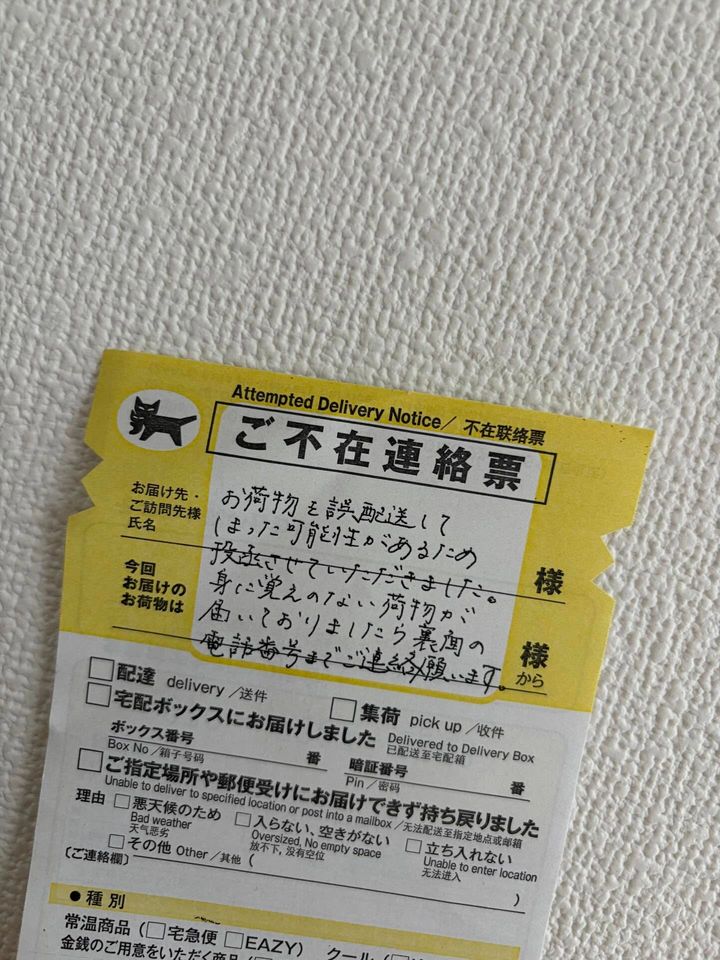 Attempted Delivery Notice／不在联络票
ご不在連絡票
お届け先・
ご訪問先様
氏名
お荷物を誤配送して
しまった可能性があるため
投函させていただきました。
様
今回
お届けの
お荷物は
身に覚えのない荷物が
届いておりましたら裏面の
電話番号までご連絡願います。
様
から
配達 delivery／送件
集荷 pick up／收件
宅配ボックスにお届けしました Delivered to Delivery Box
已配送至宅配箱
ボックス番号
Box No／箱子号码
番
暗証番号
Pin／密码
番
ご指定場所や郵便受けにお届けできず持ち戻りました
Unable to deliver to specified location or post into a mailbox／无法配送至指定地点或邮箱
理由
悪天候のため
Bad weather
天气恶劣
入らない、空きがない
Oversized, No empty space
放不下，没有空位
立ち入れない
Unable to enter location
无法进入
その他 Other／其他（
）
〔ご連絡欄〕
●種別
常温商品（□宅急便 □EAZY）
クール（
金銭のご用意をいただく商品（